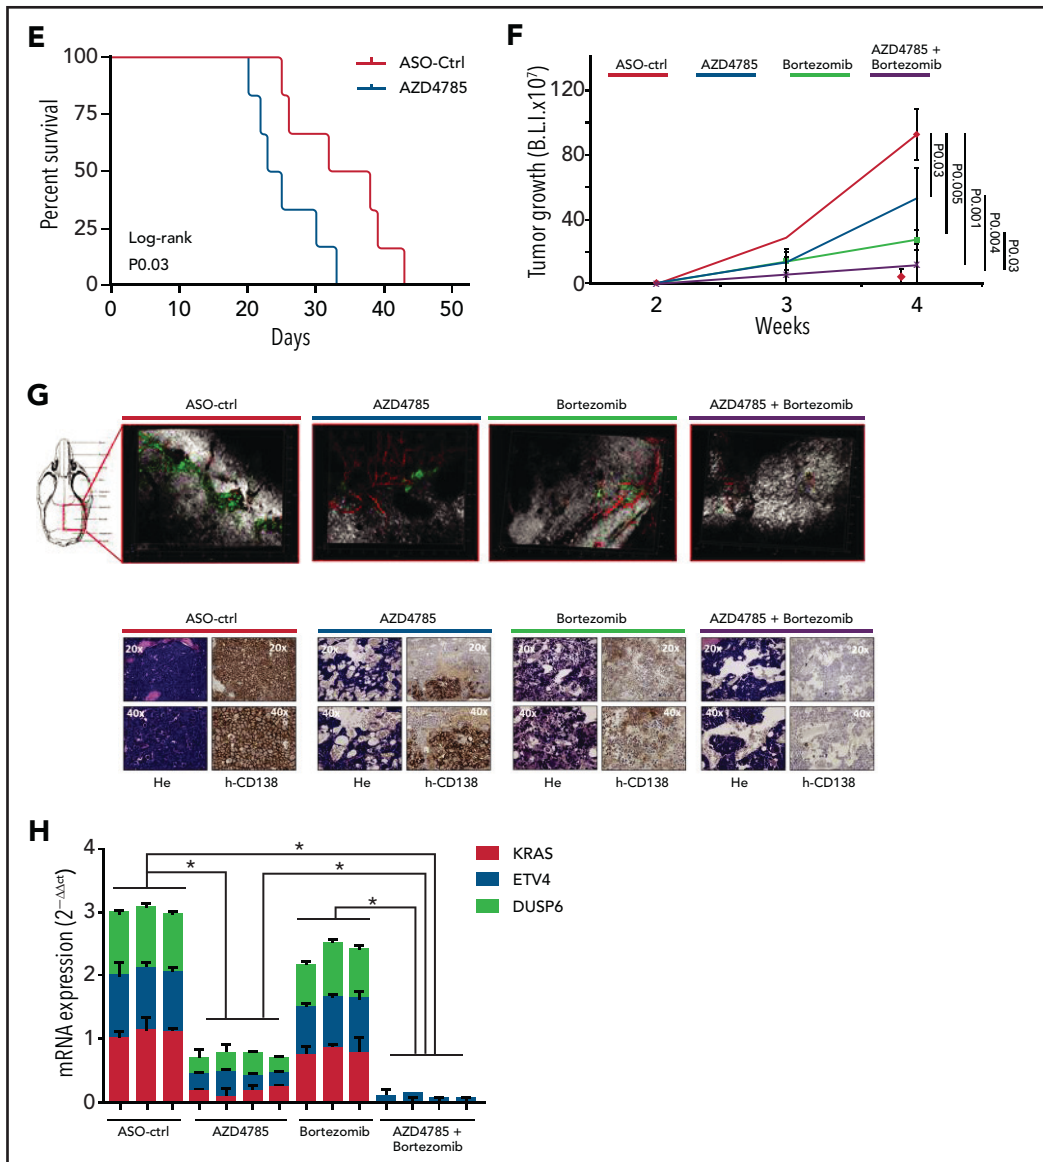 E
100
75
50
25
0
Percent survival
ASO-Ctrl
AZD4785
Log-rank
P0.03
0 10 20 30 40 50
Days
F
ASO-ctrl AZD4785 Bortezomib AZD4785 +
Bortezomib
Tumor growth (B.L.I.x10⁷)
120
80
40
0
P0.03
P0.005
P0.001
P0.004
P0.03
2 3 4
Weeks
G
ASO-ctrl AZD4785 Bortezomib AZD4785 + Bortezomib
ASO-ctrl AZD4785 Bortezomib AZD4785 + Bortezomib
20x 20x 20x 20x 20x 20x 20x 20x
40x 40x 40x 40x 40x 40x 40x 40x
He h-CD138 He h-CD138 He h-CD138 He h-CD138
H
4
3
2
1
0
mRNA expression (2⁻ΔΔct)
*
*
*
*
KRAS
ETV4
DUSP6
ASO-ctrl AZD4785 Bortezomib AZD4785 +
Bortezomib